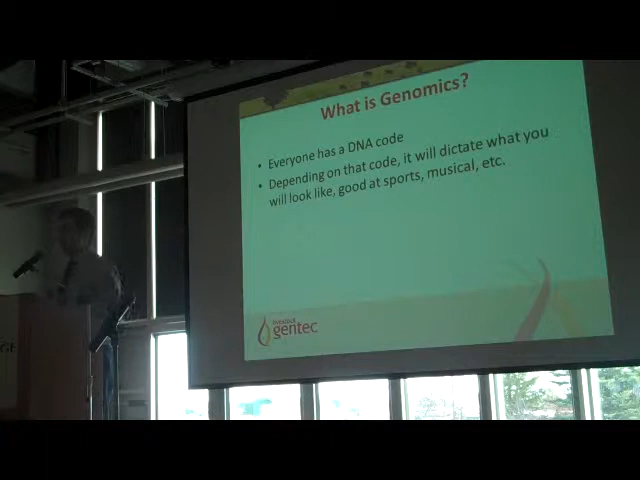 What is Genomics?
• Everyone has a DNA code
• Depending on that code, it will dictate what you
will look like, good at sports, musical, etc.
gentec
GE